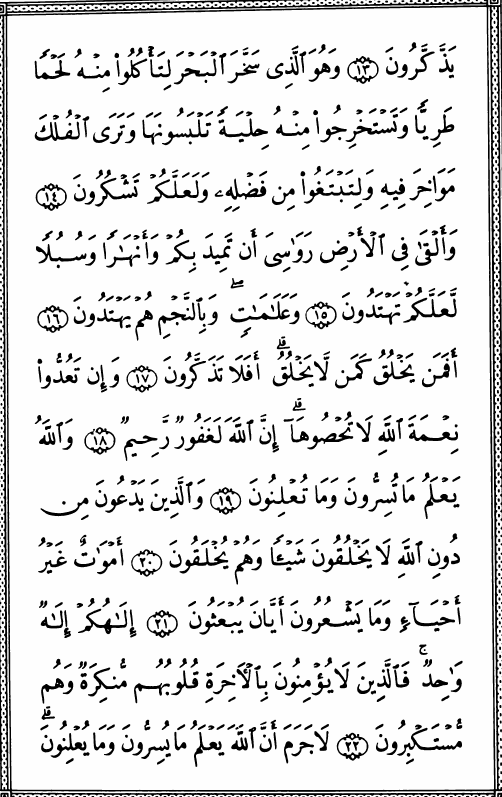 يَذَّكَّرُونَ ١٣ وَهُوَ ٱلَّذِى سَخَّرَ ٱلْبَحْرَ لِتَأْكُلُوا۟ مِنْهُ لَحْمًا
طَرِيًّا وَتَسْتَخْرِجُوا۟ مِنْهُ حِلْيَةً تَلْبَسُونَهَا وَتَرَى ٱلْفُلْكَ
مَوَاخِرَ فِيهِ وَلِتَبْتَغُوا۟ مِن فَضْلِهِۦ وَلَعَلَّكُمْ تَشْكُرُونَ ١٤
وَأَلْقَىٰ فِى ٱلْأَرْضِ رَوَٰسِىَ أَن تَمِيدَ بِكُمْ وَأَنْهَٰرًا وَسُبُلًا
لَّعَلَّكُمْ تَهْتَدُونَ ١٥ وَعَلَٰمَٰتٍۖ وَبِٱلنَّجْمِ هُمْ يَهْتَدُونَ ١٦
أَفَمَن يَخْلُقُ كَمَن لَّا يَخْلُقُۗ أَفَلَا تَذَكَّرُونَ ١٧ وَإِن تَعُدُّوا۟
نِعْمَةَ ٱللَّهِ لَا تُحْصُوهَآۗ إِنَّ ٱللَّهَ لَغَفُورٌ رَّحِيمٌ ١٨ وَٱللَّهُ
يَعْلَمُ مَا تُسِرُّونَ وَمَا تُعْلِنُونَ ١٩ وَٱلَّذِينَ يَدْعُونَ مِن
دُونِ ٱللَّهِ لَا يَخْلُقُونَ شَيْـًٔا وَهُمْ يُخْلَقُونَ ٢٠ أَمْوَٰتٌ غَيْرُ
أَحْيَآءٍ وَمَا يَشْعُرُونَ أَيَّانَ يُبْعَثُونَ ٢١ إِلَٰهُكُمْ إِلَٰهٌ
وَٰحِدٌۚ فَٱلَّذِينَ لَا يُؤْمِنُونَ بِٱلْءَاخِرَةِ قُلُوبُهُم مُّنكِرَةٌ وَهُم
مُّسْتَكْبِرُونَ ٢٢ لَا جَرَمَ أَنَّ ٱللَّهَ يَعْلَمُ مَا يُسِرُّونَ وَمَا يُعْلِنُونَۗ